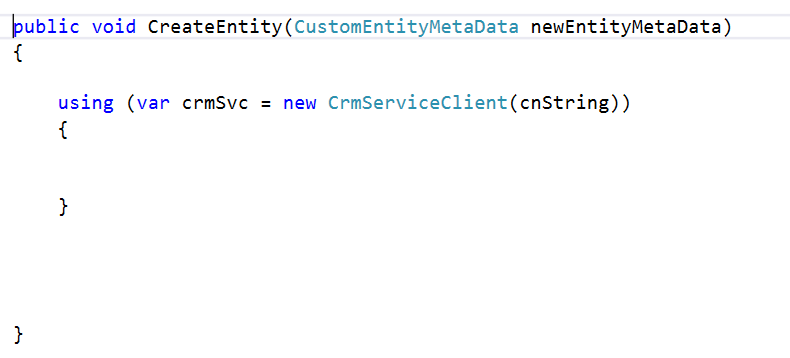 public void CreateEntity(CustomEntityMetaData newEntityMetaData)
{
using (var crmSvc = new CrmServiceClient(cnString))
{
}
}